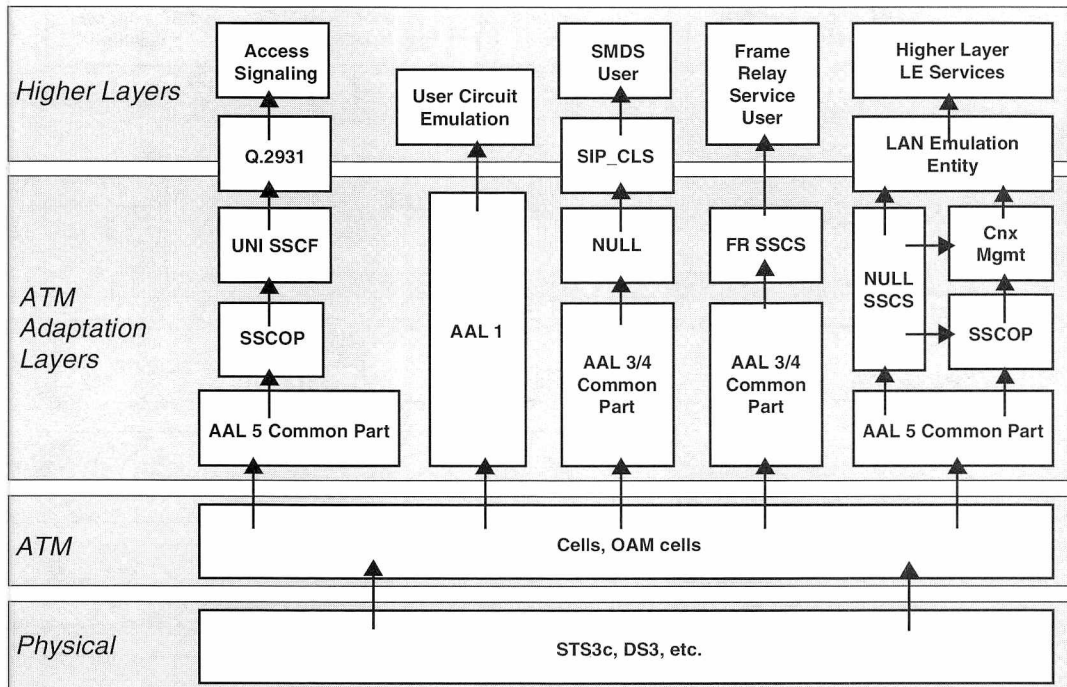 Higher Layers
Access
Signaling
Q.2931
User Circuit
Emulation
SMDS
User
SIP_CLS
Frame
Relay
Service
User
Higher Layer
LE Services
LAN Emulation
Entity
ATM
Adaptation
Layers
UNI SSCF
SSCOP
AAL 5 Common Part
AAL 1
NULL
AAL 3/4
Common
Part
FR SSCS
AAL 3/4
Common
Part
NULL
SSCS
Cnx
Mgmt
SSCOP
AAL 5 Common Part
ATM
Cells, OAM cells
Physical
STS3c, DS3, etc.